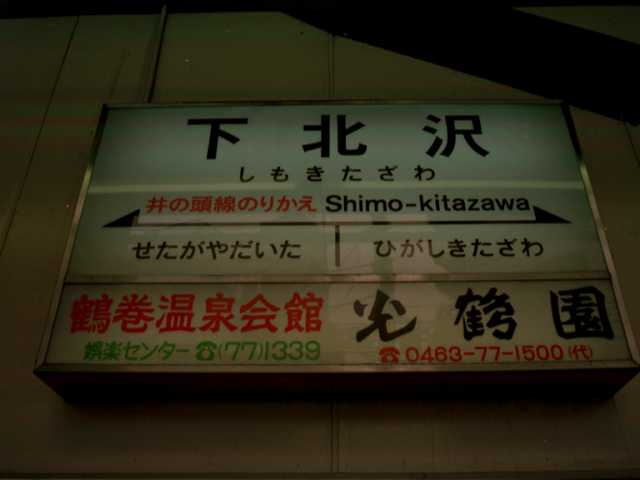 下北沢
しもきたざわ
井の頭線のりかえ Shimo-kitazawa
せたがやだいた ひがしきたざわ
鶴巻温泉会館 光鶴園
娯楽センター ☎(77)1339 ☎0463-77-1500(代)